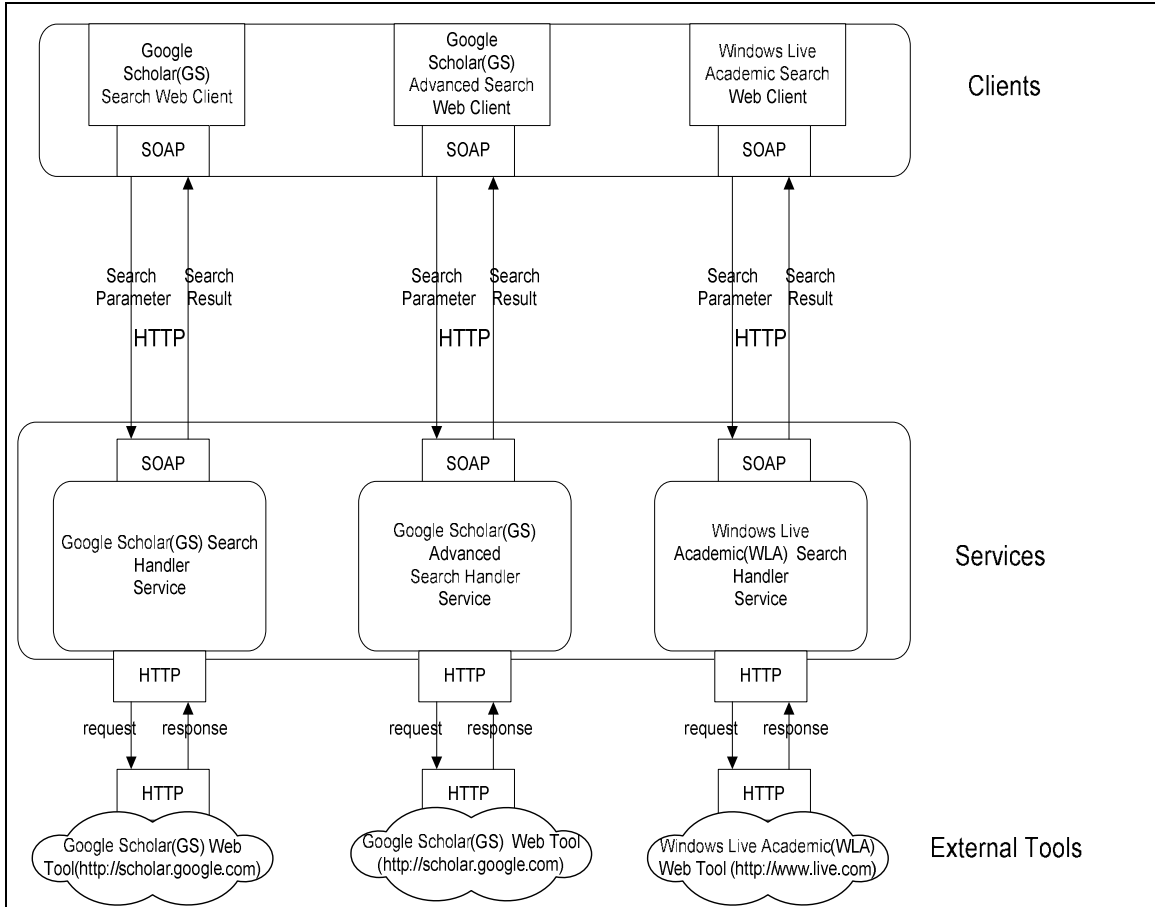 Google
Scholar(GS)
Search Web Client
Google
Scholar(GS)
Advanced Search
Web Client
Windows Live
Academic Search
Web Client
Clients
SOAP
SOAP
SOAP
Search
Parameter
Search
Result
HTTP
Search
Parameter
Search
Result
HTTP
Search
Parameter
Search
Result
HTTP
SOAP
SOAP
SOAP
Google Scholar(GS) Search
Handler
Service
Google Scholar(GS)
Advanced
Search Handler
Service
Windows Live
Academic(WLA) Search
Handler
Service
Services
HTTP
HTTP
HTTP
request
response
request
response
request
response
HTTP
HTTP
HTTP
Google Scholar(GS) Web
Tool(http://scholar.google.com)
Google Scholar(GS) Web Tool
(http://scholar.google.com)
Windows Live Academic(WLA)
Web Tool (http://www.live.com)
External Tools